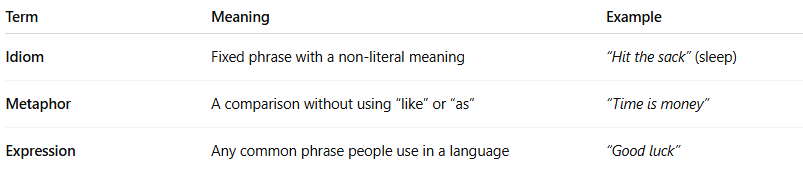 Term Meaning Example
Idiom Fixed phrase with a non-literal meaning “Hit the sack” (sleep)
Metaphor A comparison without using “like” or “as” “Time is money”
Expression Any common phrase people use in a language “Good luck”